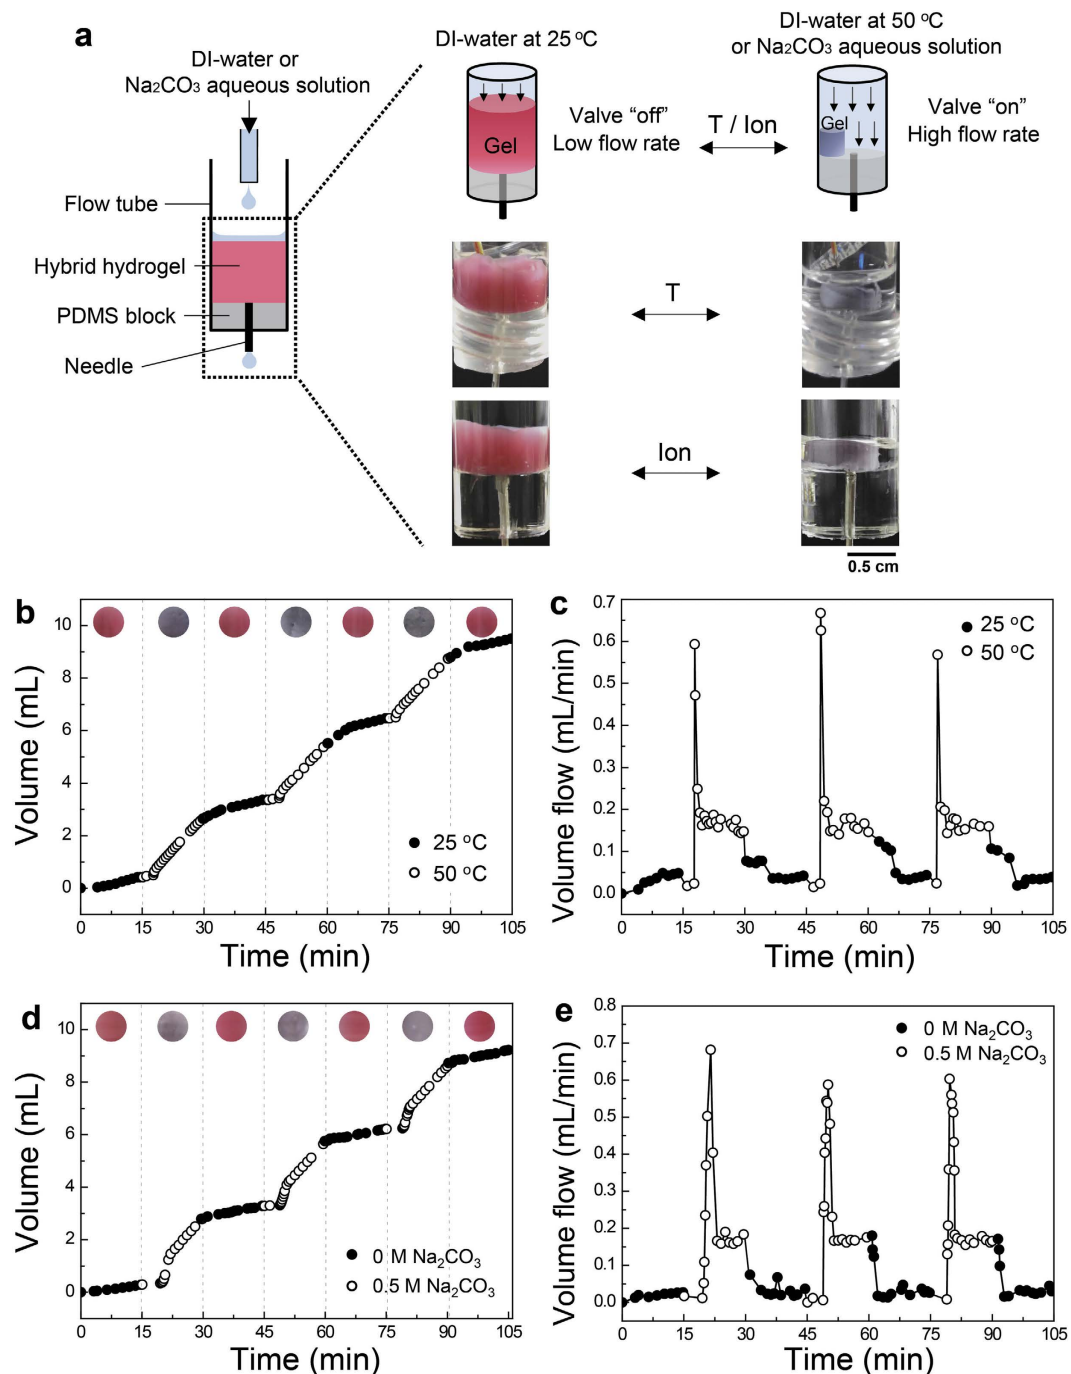 a
DI-water or
Na₂CO₃ aqueous solution
Flow tube
Hybrid hydrogel
PDMS block
Needle
DI-water at 25 °C
Gel
Valve “off”
Low flow rate
T / Ion
DI-water at 50 °C
or Na₂CO₃ aqueous solution
Gel
Valve “on”
High flow rate
T
Ion
0.5 cm
b
Volume (mL)
10
8
6
4
2
0
25 °C
50 °C
0 15 30 45 60 75 90 105
Time (min)
c
Volume flow (mL/min)
0.7
0.6
0.5
0.4
0.3
0.2
0.1
0.0
25 °C
50 °C
0 15 30 45 60 75 90 105
Time (min)
d
Volume (mL)
10
8
6
4
2
0
0 M Na₂CO₃
0.5 M Na₂CO₃
0 15 30 45 60 75 90 105
Time (min)
e
Volume flow (mL/min)
0.8
0.7
0.6
0.5
0.4
0.3
0.2
0.1
0.0
0 M Na₂CO₃
0.5 M Na₂CO₃
0 15 30 45 60 75 90 105
Time (min)